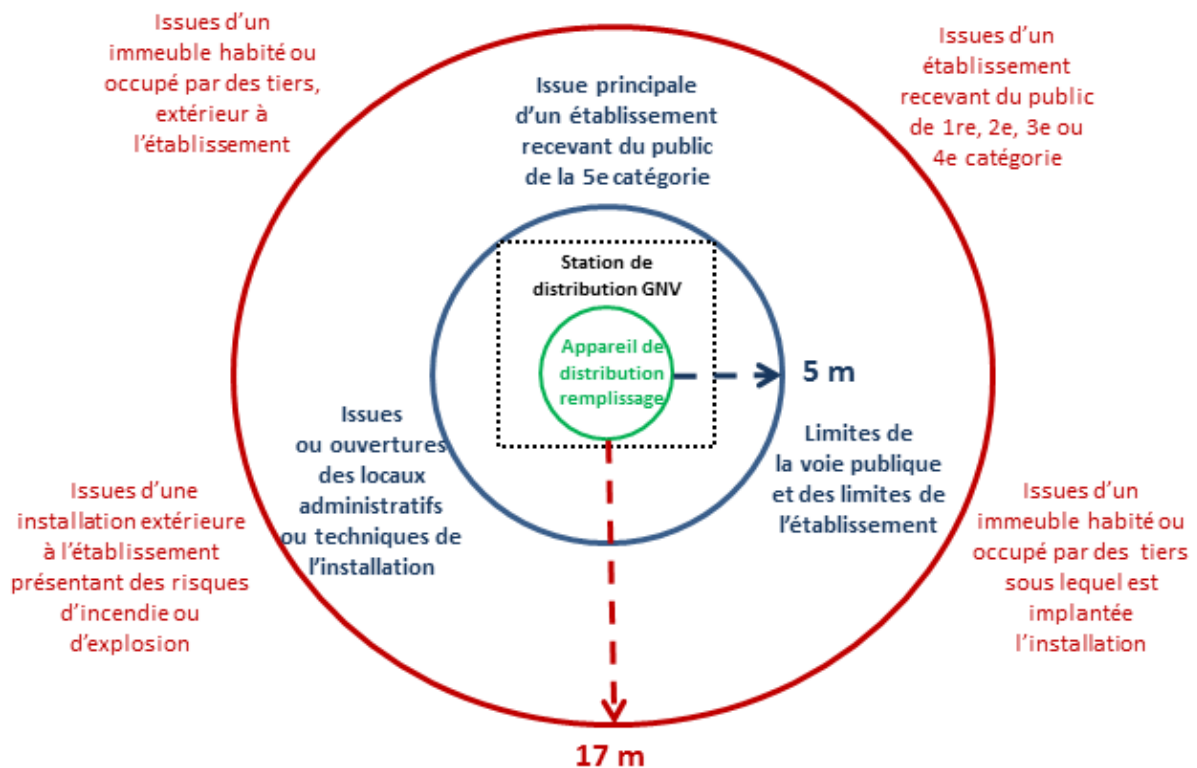 Issues d’un
immeuble habité ou
occupé par des tiers,
extérieur à
l’établissement
Issue principale
d’un établissement
recevant du public
de la 5e catégorie
Issues d’un
établissement
recevant du public
de 1re, 2e, 3e ou
4e catégorie
Station de
distribution GNV
Appareil de
distribution
remplissage
5 m
Issues
ou ouvertures
des locaux
administratifs
ou techniques de
l’installation
Limites de
la voie publique
et des limites de
l’établissement
Issues d’une
installation extérieure
à l’établissement
présentant des risques
d’incendie ou
d’explosion
Issues d’un
immeuble habité ou
occupé par des tiers
sous lequel est
implantée
l’installation
17 m